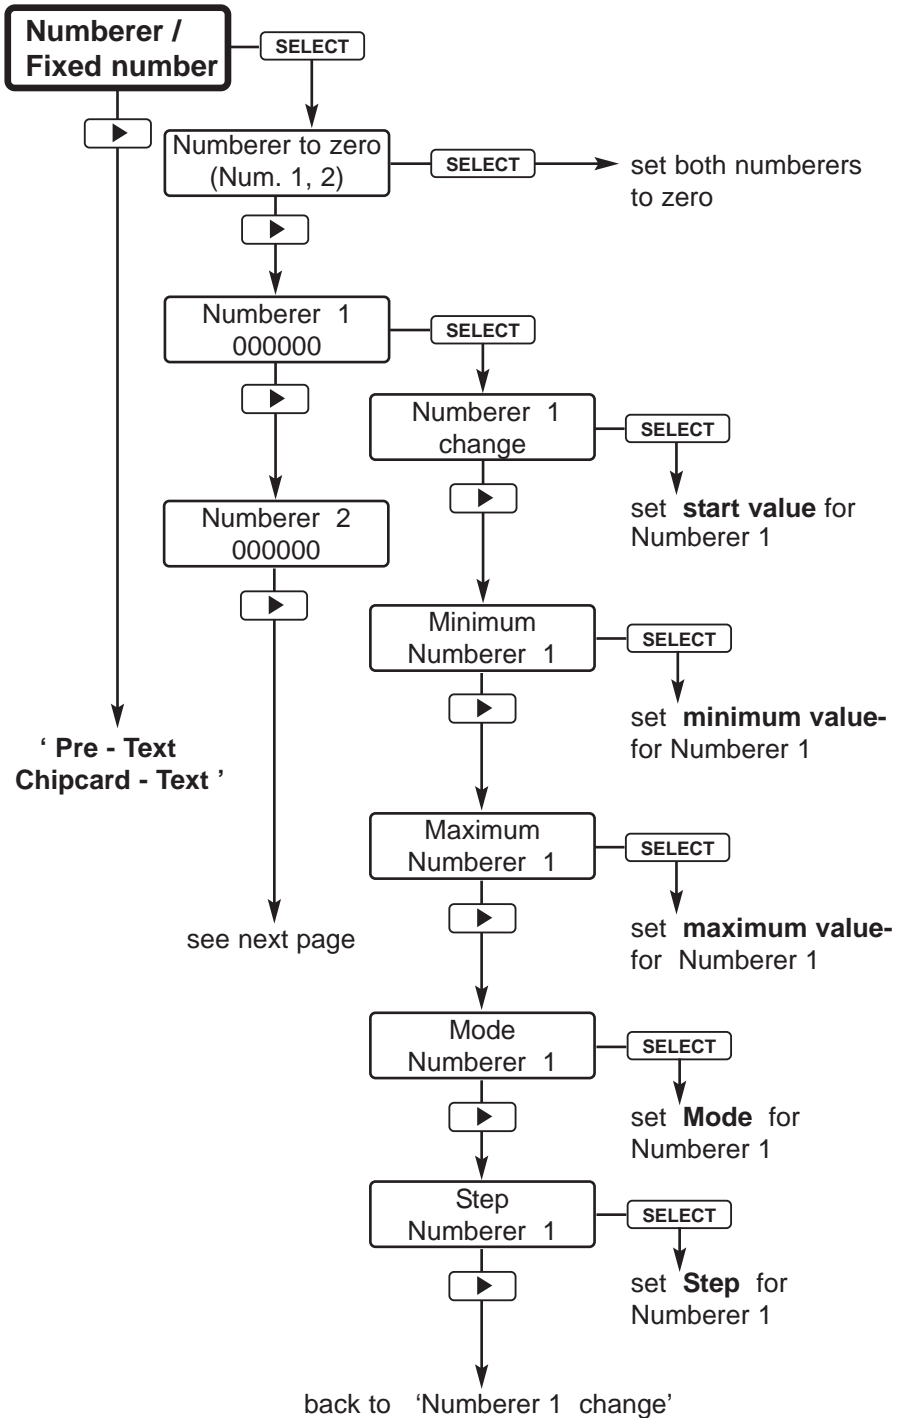 Numberer /
Fixed number
SELECT
Numberer to zero
(Num. 1, 2)
SELECT
set both numberers
to zero
Numberer 1
000000
SELECT
Numberer 1
change
SELECT
set start value for
Numberer 1
Numberer 2
000000
Minimum
Numberer 1
SELECT
set minimum value-
for Numberer 1
‘ Pre - Text
Chipcard - Text ’
Maximum
Numberer 1
SELECT
set maximum value-
for Numberer 1
see next page
Mode
Numberer 1
SELECT
set Mode for
Numberer 1
Step
Numberer 1
SELECT
set Step for
Numberer 1
back to ‘Numberer 1 change’